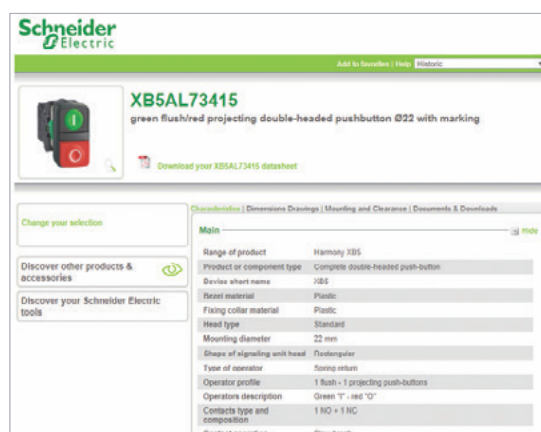 Schneider
Electric
Add to favorites | Help Historic
XB5AL73415
green flush/red projecting double-headed pushbutton Ø22 with marking
I
O
Download your XB5AL73415 datasheet
Change your selection
Characteristics | Dimensions Drawings | Mounting and Clearance | Documents & Downloads
Main
Hide
Discover other products &
accessories
Discover your Schneider Electric
tools
Range of product Harmony XB5
Product or component type Complete double-headed push-button
Device short name XB5
Bezel material Plastic
Fixing collar material Plastic
Head type Standard
Mounting diameter 22 mm
Shape of signaling unit head Rectangular
Type of operator Spring return
Operator profile 1 flush - 1 projecting push-buttons
Operators description Green "I" - red "O"
Contacts type and
composition 1 NO + 1 NC